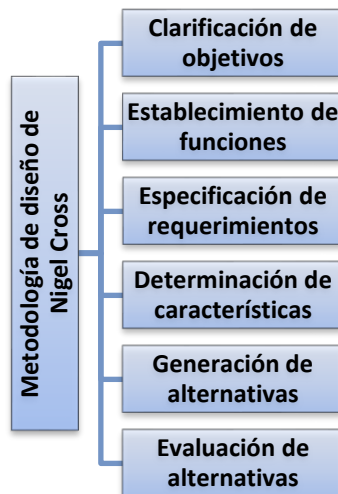 Metodología de diseño de
Nigel Cross
Clarificación de
objetivos
Establecimiento de
funciones
Especificación de
requerimientos
Determinación de
características
Generación de
alternativas
Evaluación de
alternativas